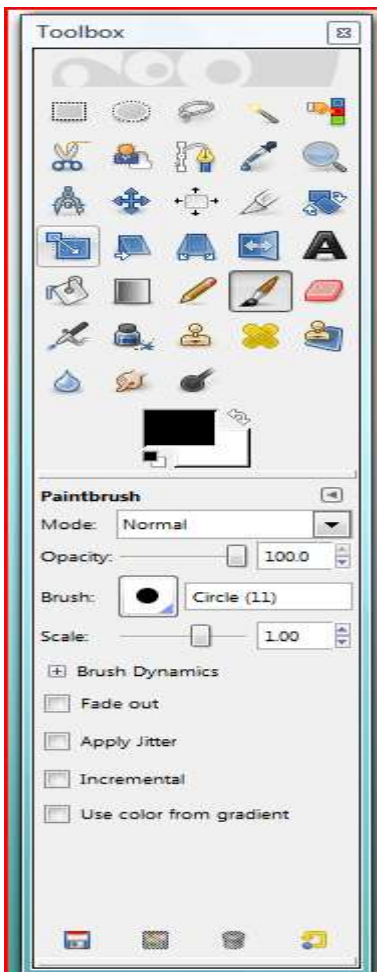 Toolbox
Paintbrush
Mode: Normal
Opacity: 100.0
Brush: Circle (11)
Scale: 1.00
Brush Dynamics
Fade out
Apply Jitter
Incremental
Use color from gradient